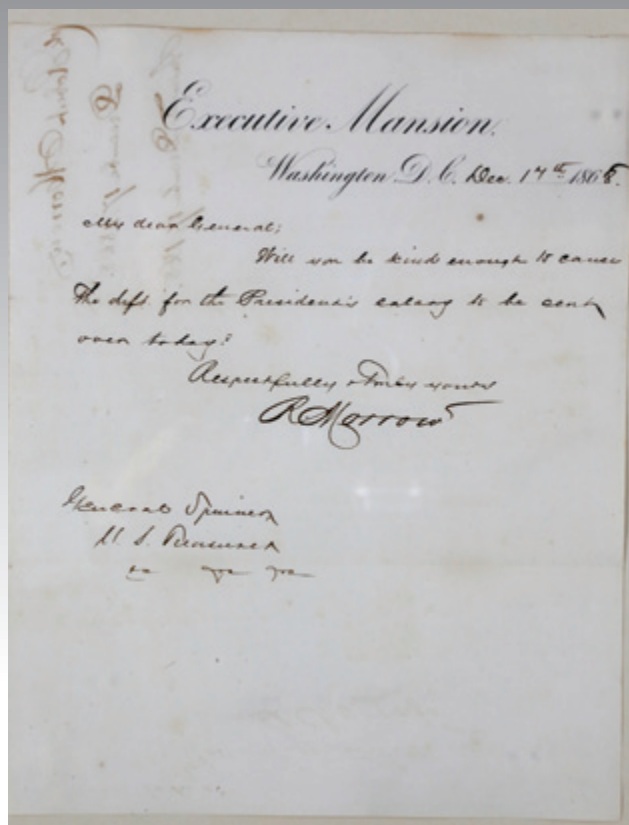 Executive Mansion.
Washington D. C. Dec. 17th 1868.
My dear General:
Will you be kind enough to cause
the dft. for the President's salary to be sent
over today?
Respectfully & Truly yours
R Morrow
General Spinner
U. S. Treasurer